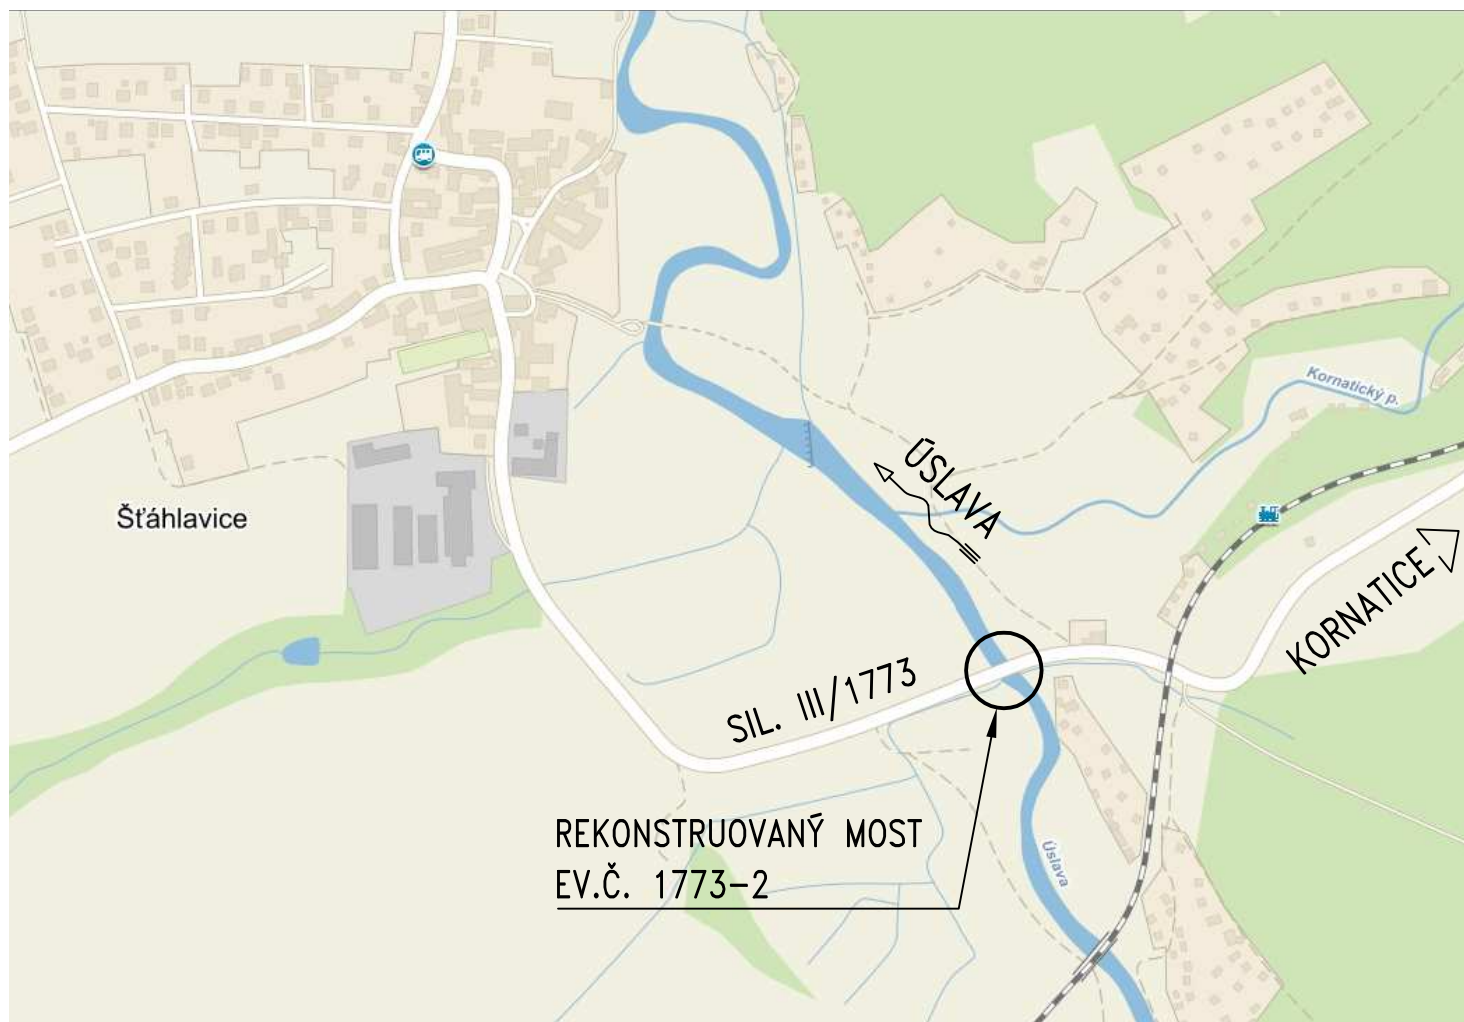 Kornatický p.
ÚSLAVA
Šťáhlavice
KORNATICE
SIL. III/1773
REKONSTRUOVANÝ MOST
EV.Č. 1773-2
Úslava